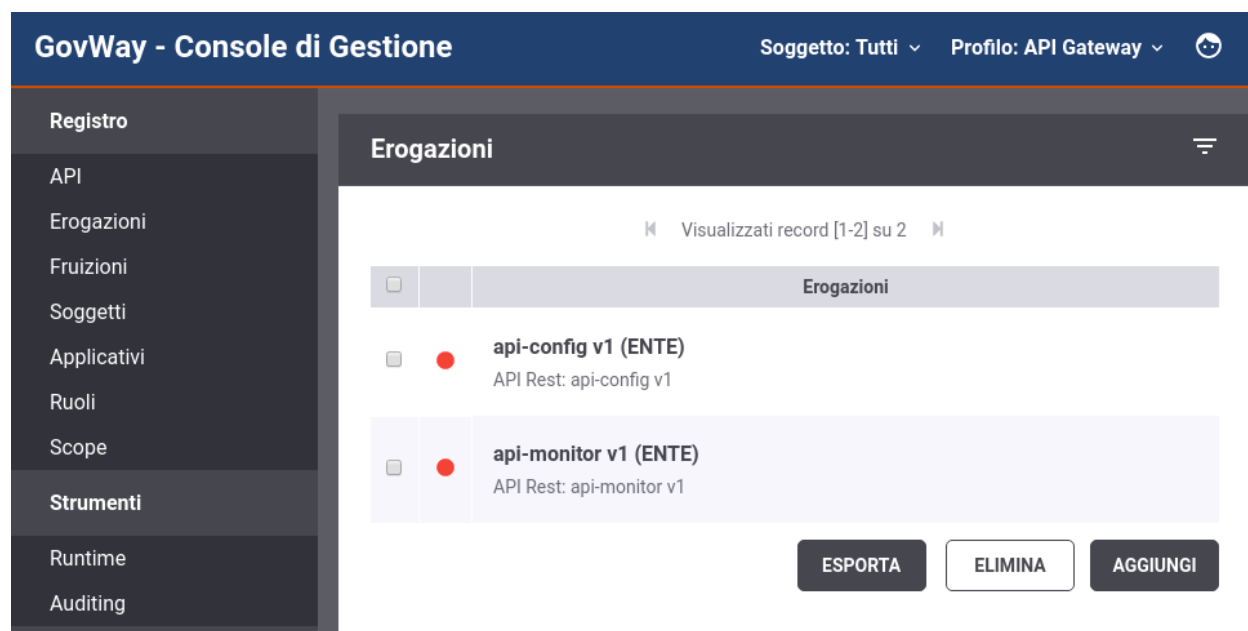 GovWay - Console di Gestione
Soggetto: Tutti
Profilo: API Gateway
Registro
API
Erogazioni
Fruizioni
Soggetti
Applicativi
Ruoli
Scope
Strumenti
Runtime
Auditing
Erogazioni
Visualizzati record [1-2] su 2
Erogazioni
api-config v1 (ENTE)
API Rest: api-config v1
api-monitor v1 (ENTE)
API Rest: api-monitor v1
ESPORTA
ELIMINA
AGGIUNGI